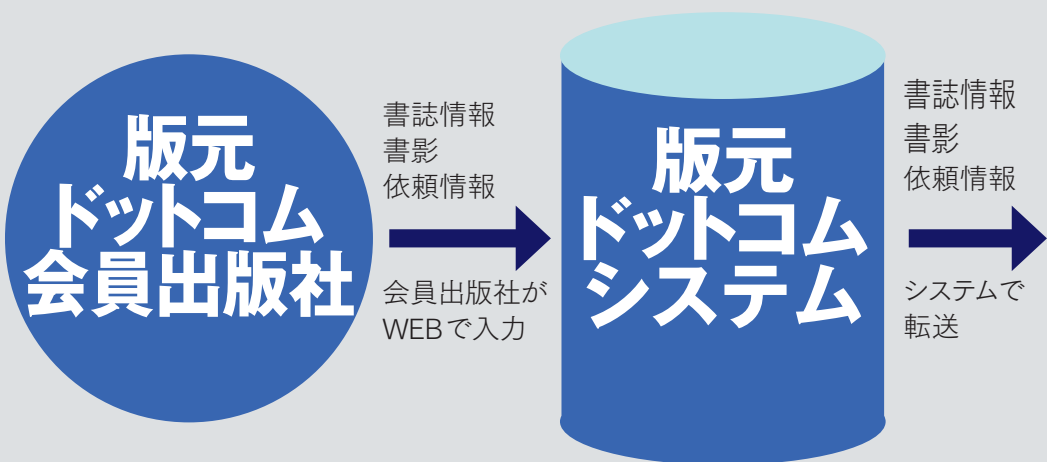 版元
ドットコム
会員出版社
書誌情報
書影
依頼情報
会員出版社が
WEBで入力
版元
ドットコム
システム
書誌情報
書影
依頼情報
システムで
転送